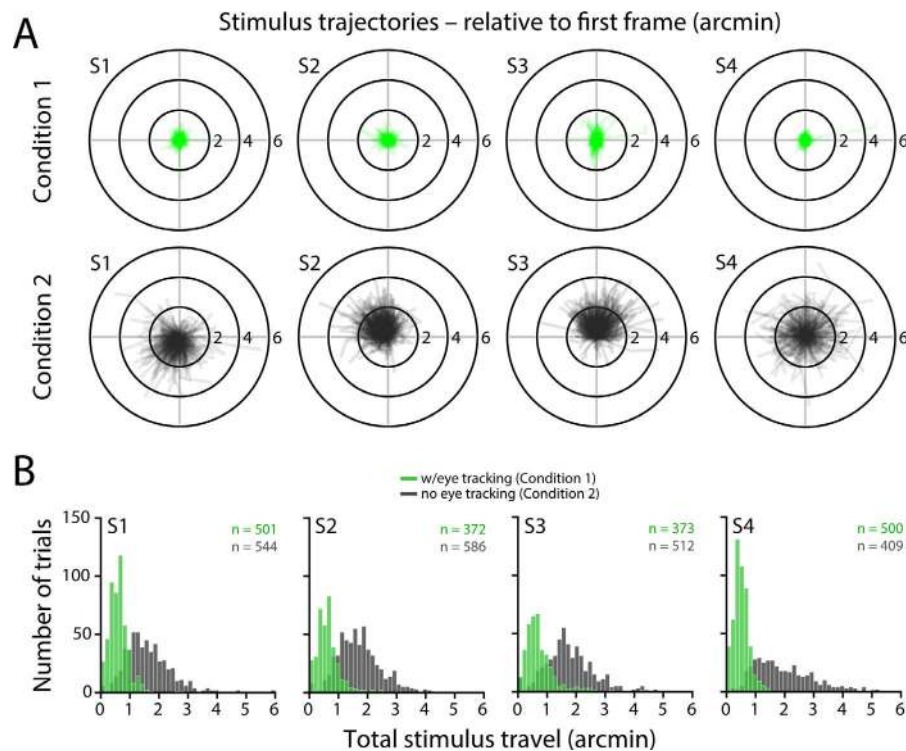 A
Stimulus trajectories – relative to first frame (arcmin)
Condition 1
S1 S2 S3 S4
2 4 6 2 4 6 2 4 6 2 4 6
Condition 2
S1 S2 S3 S4
2 4 6 2 4 6 2 4 6 2 4 6
B
w/eye tracking (Condition 1)
no eye tracking (Condition 2)
Number of trials
150
100
50
0
S1 n = 501
n = 544
S2 n = 372
n = 586
S3 n = 373
n = 512
S4 n = 500
n = 409
0 1 2 3 4 5 6 0 1 2 3 4 5 6 0 1 2 3 4 5 6 0 1 2 3 4 5 6
Total stimulus travel (arcmin)